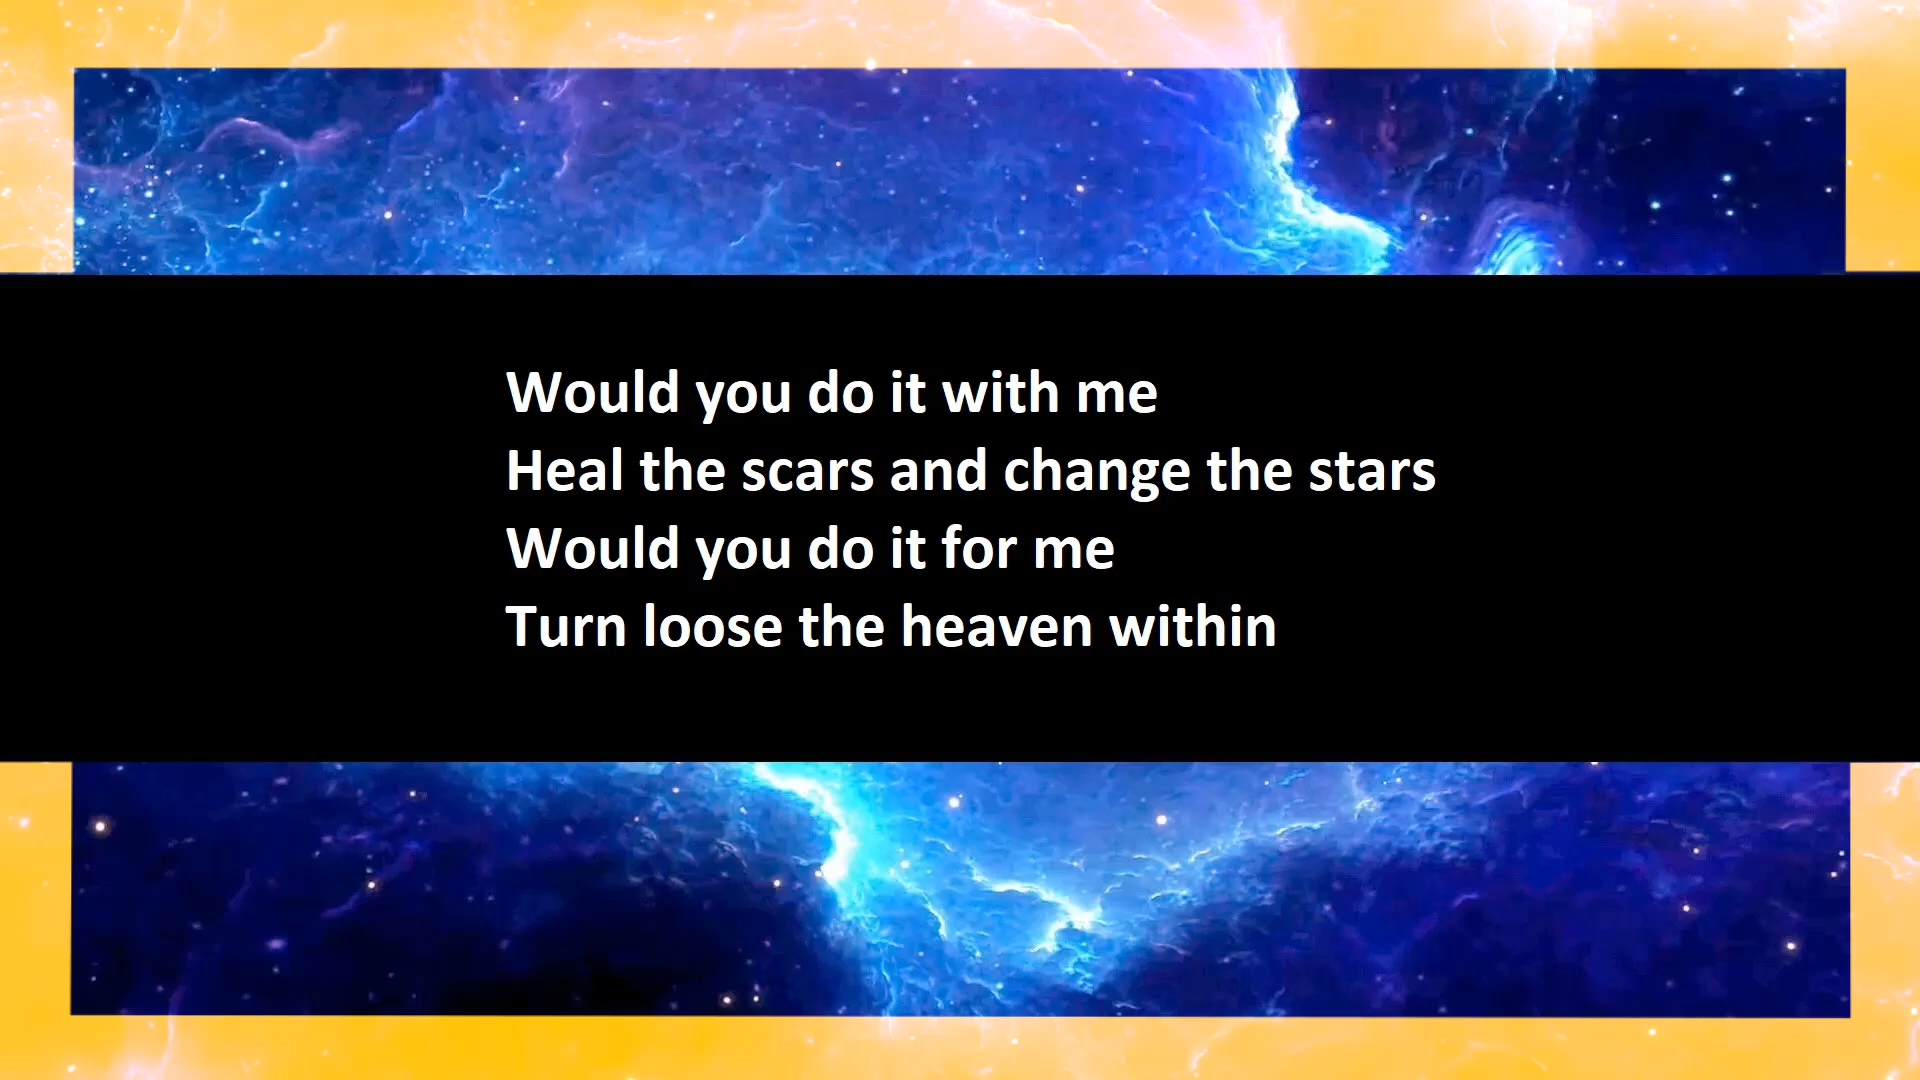 Would you do it with me
Heal the scars and change the stars
Would you do it for me
Turn loose the heaven within